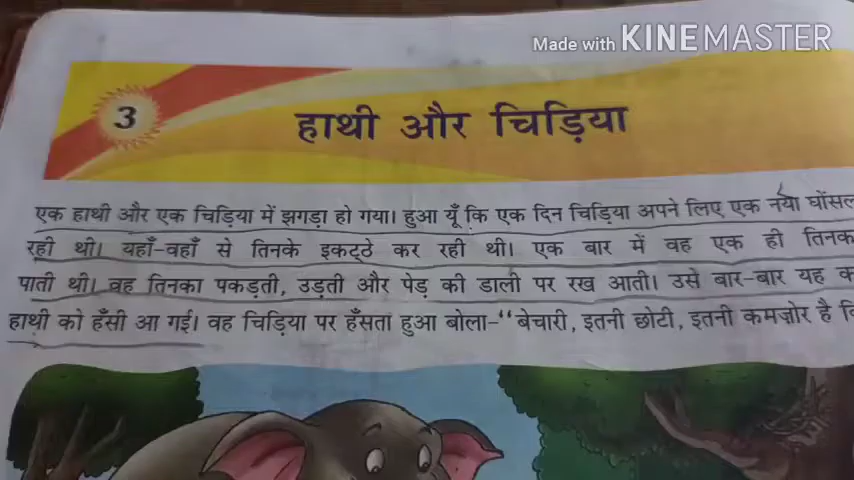 Made with KINEMASTER
3
हाथी और चिड़िया
एक हाथी और एक चिड़िया में झगड़ा हो गया। हुआ यूँ कि एक दिन चिड़िया अपने लिए एक नया
रही थी। यहाँ-वहाँ से तिनके इकट्ठे कर रही थी। एक बार में वह एक ही
पाती थी। वह तिनका पकड़ती, उड़ती और पेड़ की डाली पर रख आती। उसे बार-बार यह
हाथी को हँसी आ गई। वह चिड़िया पर हँसता हुआ बोला-"बेचारी, इतनी छोटी, इतनी कमज़ोर है